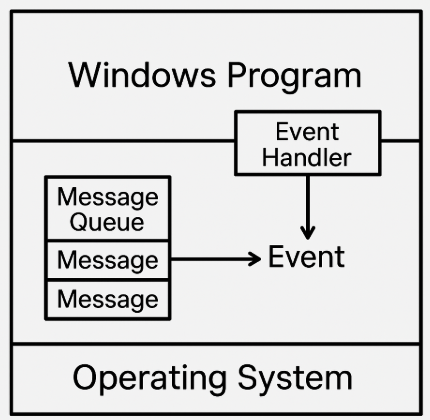 Windows Program
Event
Handler
Message
Queue
Message
Event
Message
Operating System